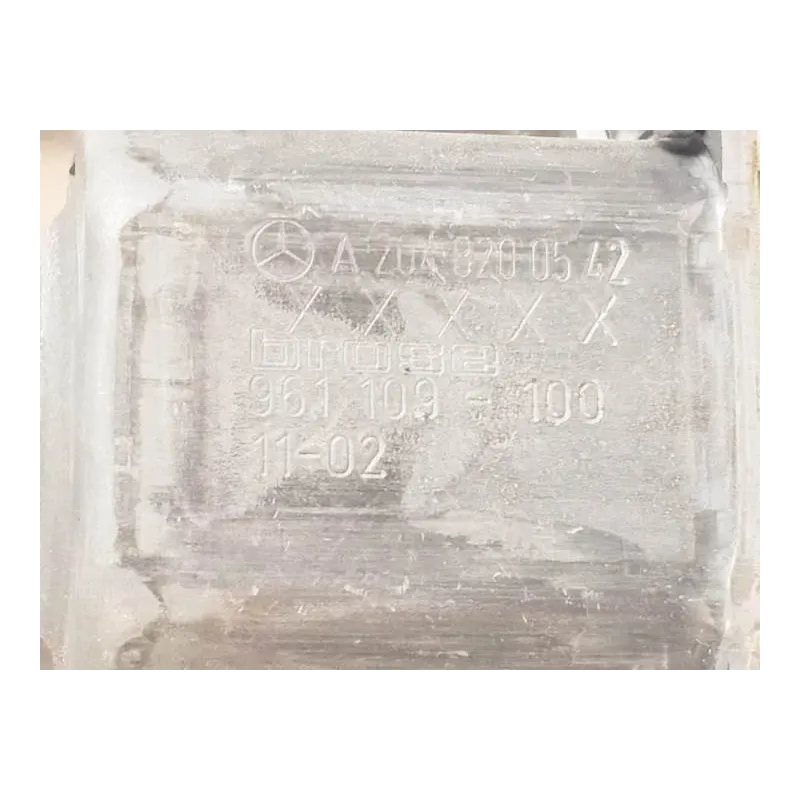 A 204 820 05 42
X X X X X
brose
961 109 - 100
11-02